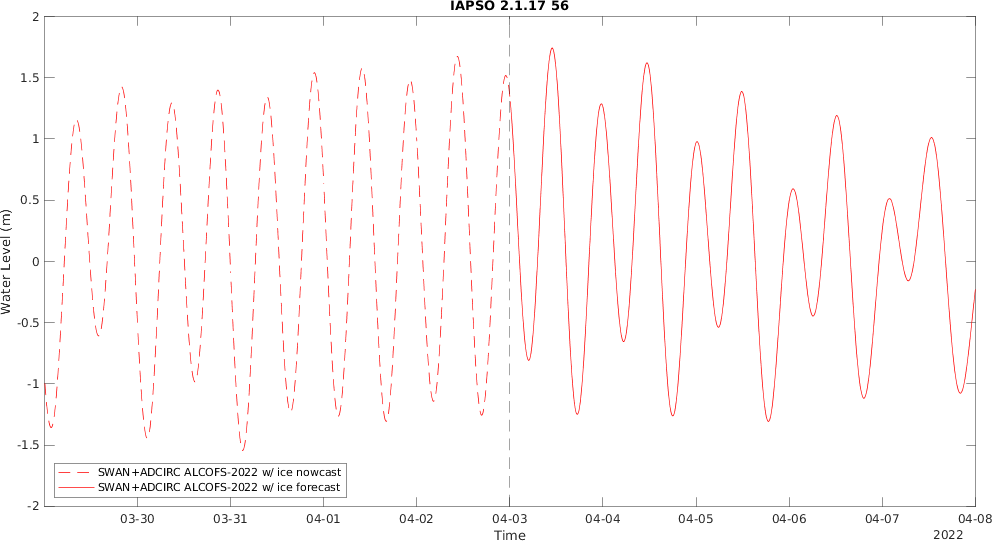 IAPSO 2.1.17 56
2
1.5
1
0.5
0
-0.5
-1
-1.5
-2
Water Level (m)
SWAN+ADCIRC ALCOFS-2022 w/ ice nowcast
SWAN+ADCIRC ALCOFS-2022 w/ ice forecast
03-30 03-31 04-01 04-02 04-03 04-04 04-05 04-06 04-07 04-08
Time
2022